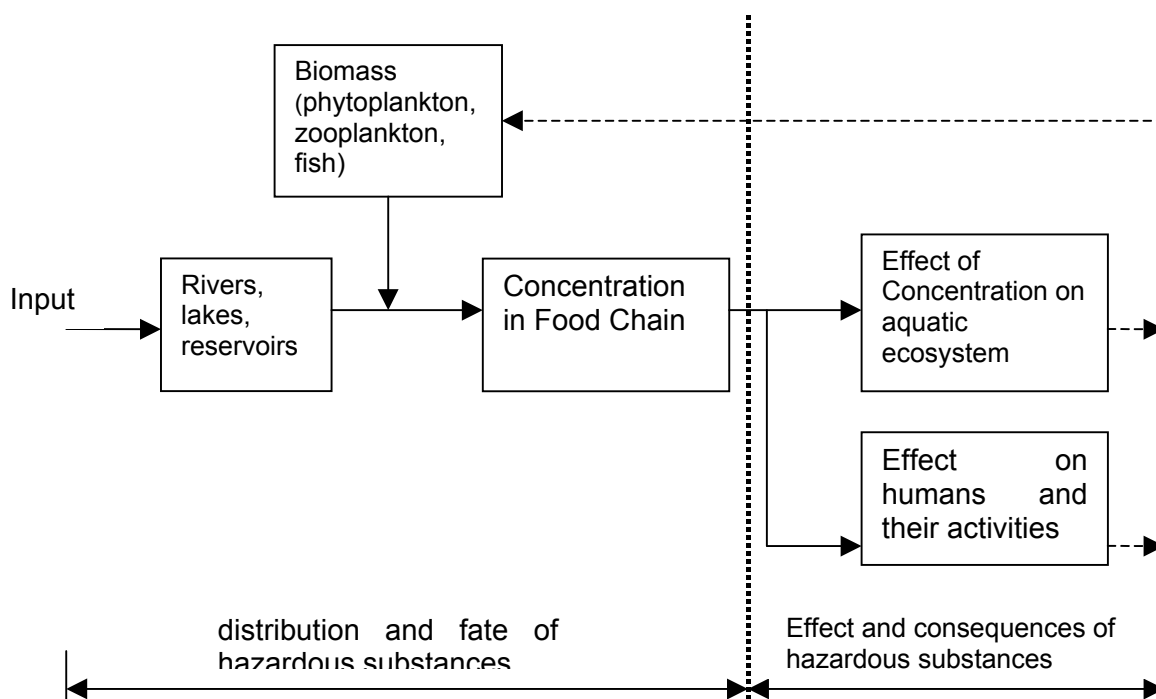 Biomass
(phytoplankton,
zooplankton,
fish)
Input
Rivers,
lakes,
reservoirs
Concentration
in Food Chain
Effect of
Concentration on
aquatic
ecosystem
Effect on
humans and
their activities
distribution and fate of
hazardous substances
Effect and consequences of
hazardous substances